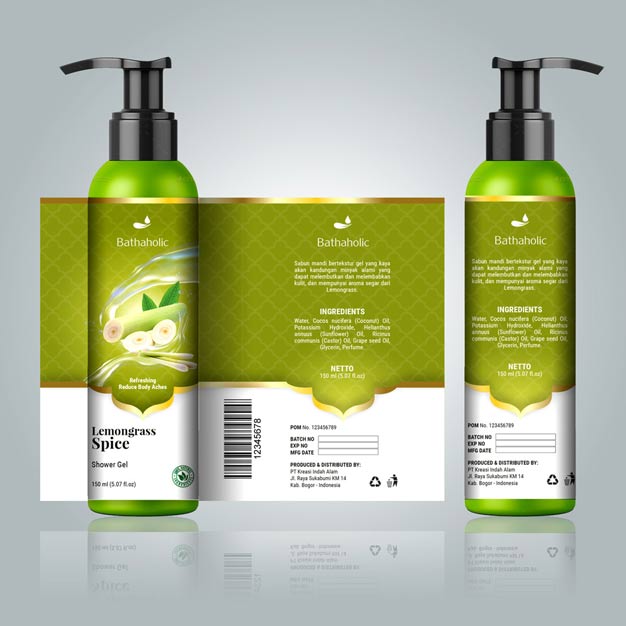 Bathaholic
Refreshing
Reduce Body Aches
Lemongrass
Spice
Shower Gel
150 ml (5.07 fl.oz)
Bathaholic
Sabun mandi bertekstur gel yang kaya
akan kandungan minyak alami yang
dapat melembutkan dan melembabkan
kulit, dan mempunyai aroma segar dari
Lemongrass.
INGREDIENTS
Water, Cocos nucifera (Coconut) Oil,
Potassium Hydroxide, Helianthus
annuus (Sunflower) Oil, Ricinus
communis (Castor) Oil, Grape seed Oil,
Glycerin, Perfume.
NETTO
150 ml (5.07 fl.oz)
12345678
POM No. 123456789
BATCH NO
EXP NO
MFG DATE
PRODUCED & DISTRIBUTED BY:
PT Kreasi Indah Alam
Jl. Raya Sukabumi KM 14
Kab. Bogor - Indonesia
Bathaholic
Sabun mandi bertekstur gel yang kaya
akan kandungan minyak alami yang
dapat melembutkan dan melembabkan
kulit, dan mempunyai aroma segar dari
Lemongrass.
INGREDIENTS
Water, Cocos nucifera (Coconut) Oil,
Potassium Hydroxide, Helianthus
annuus (Sunflower) Oil, Ricinus
communis (Castor) Oil, Grape seed Oil,
Glycerin, Perfume.
NETTO
150 ml (5.07 fl.oz)
POM No. 123456789
BATCH NO
EXP NO
MFG DATE
PRODUCED & DISTRIBUTED BY:
PT Kreasi Indah Alam
Jl. Raya Sukabumi KM 14
Kab. Bogor - Indonesia